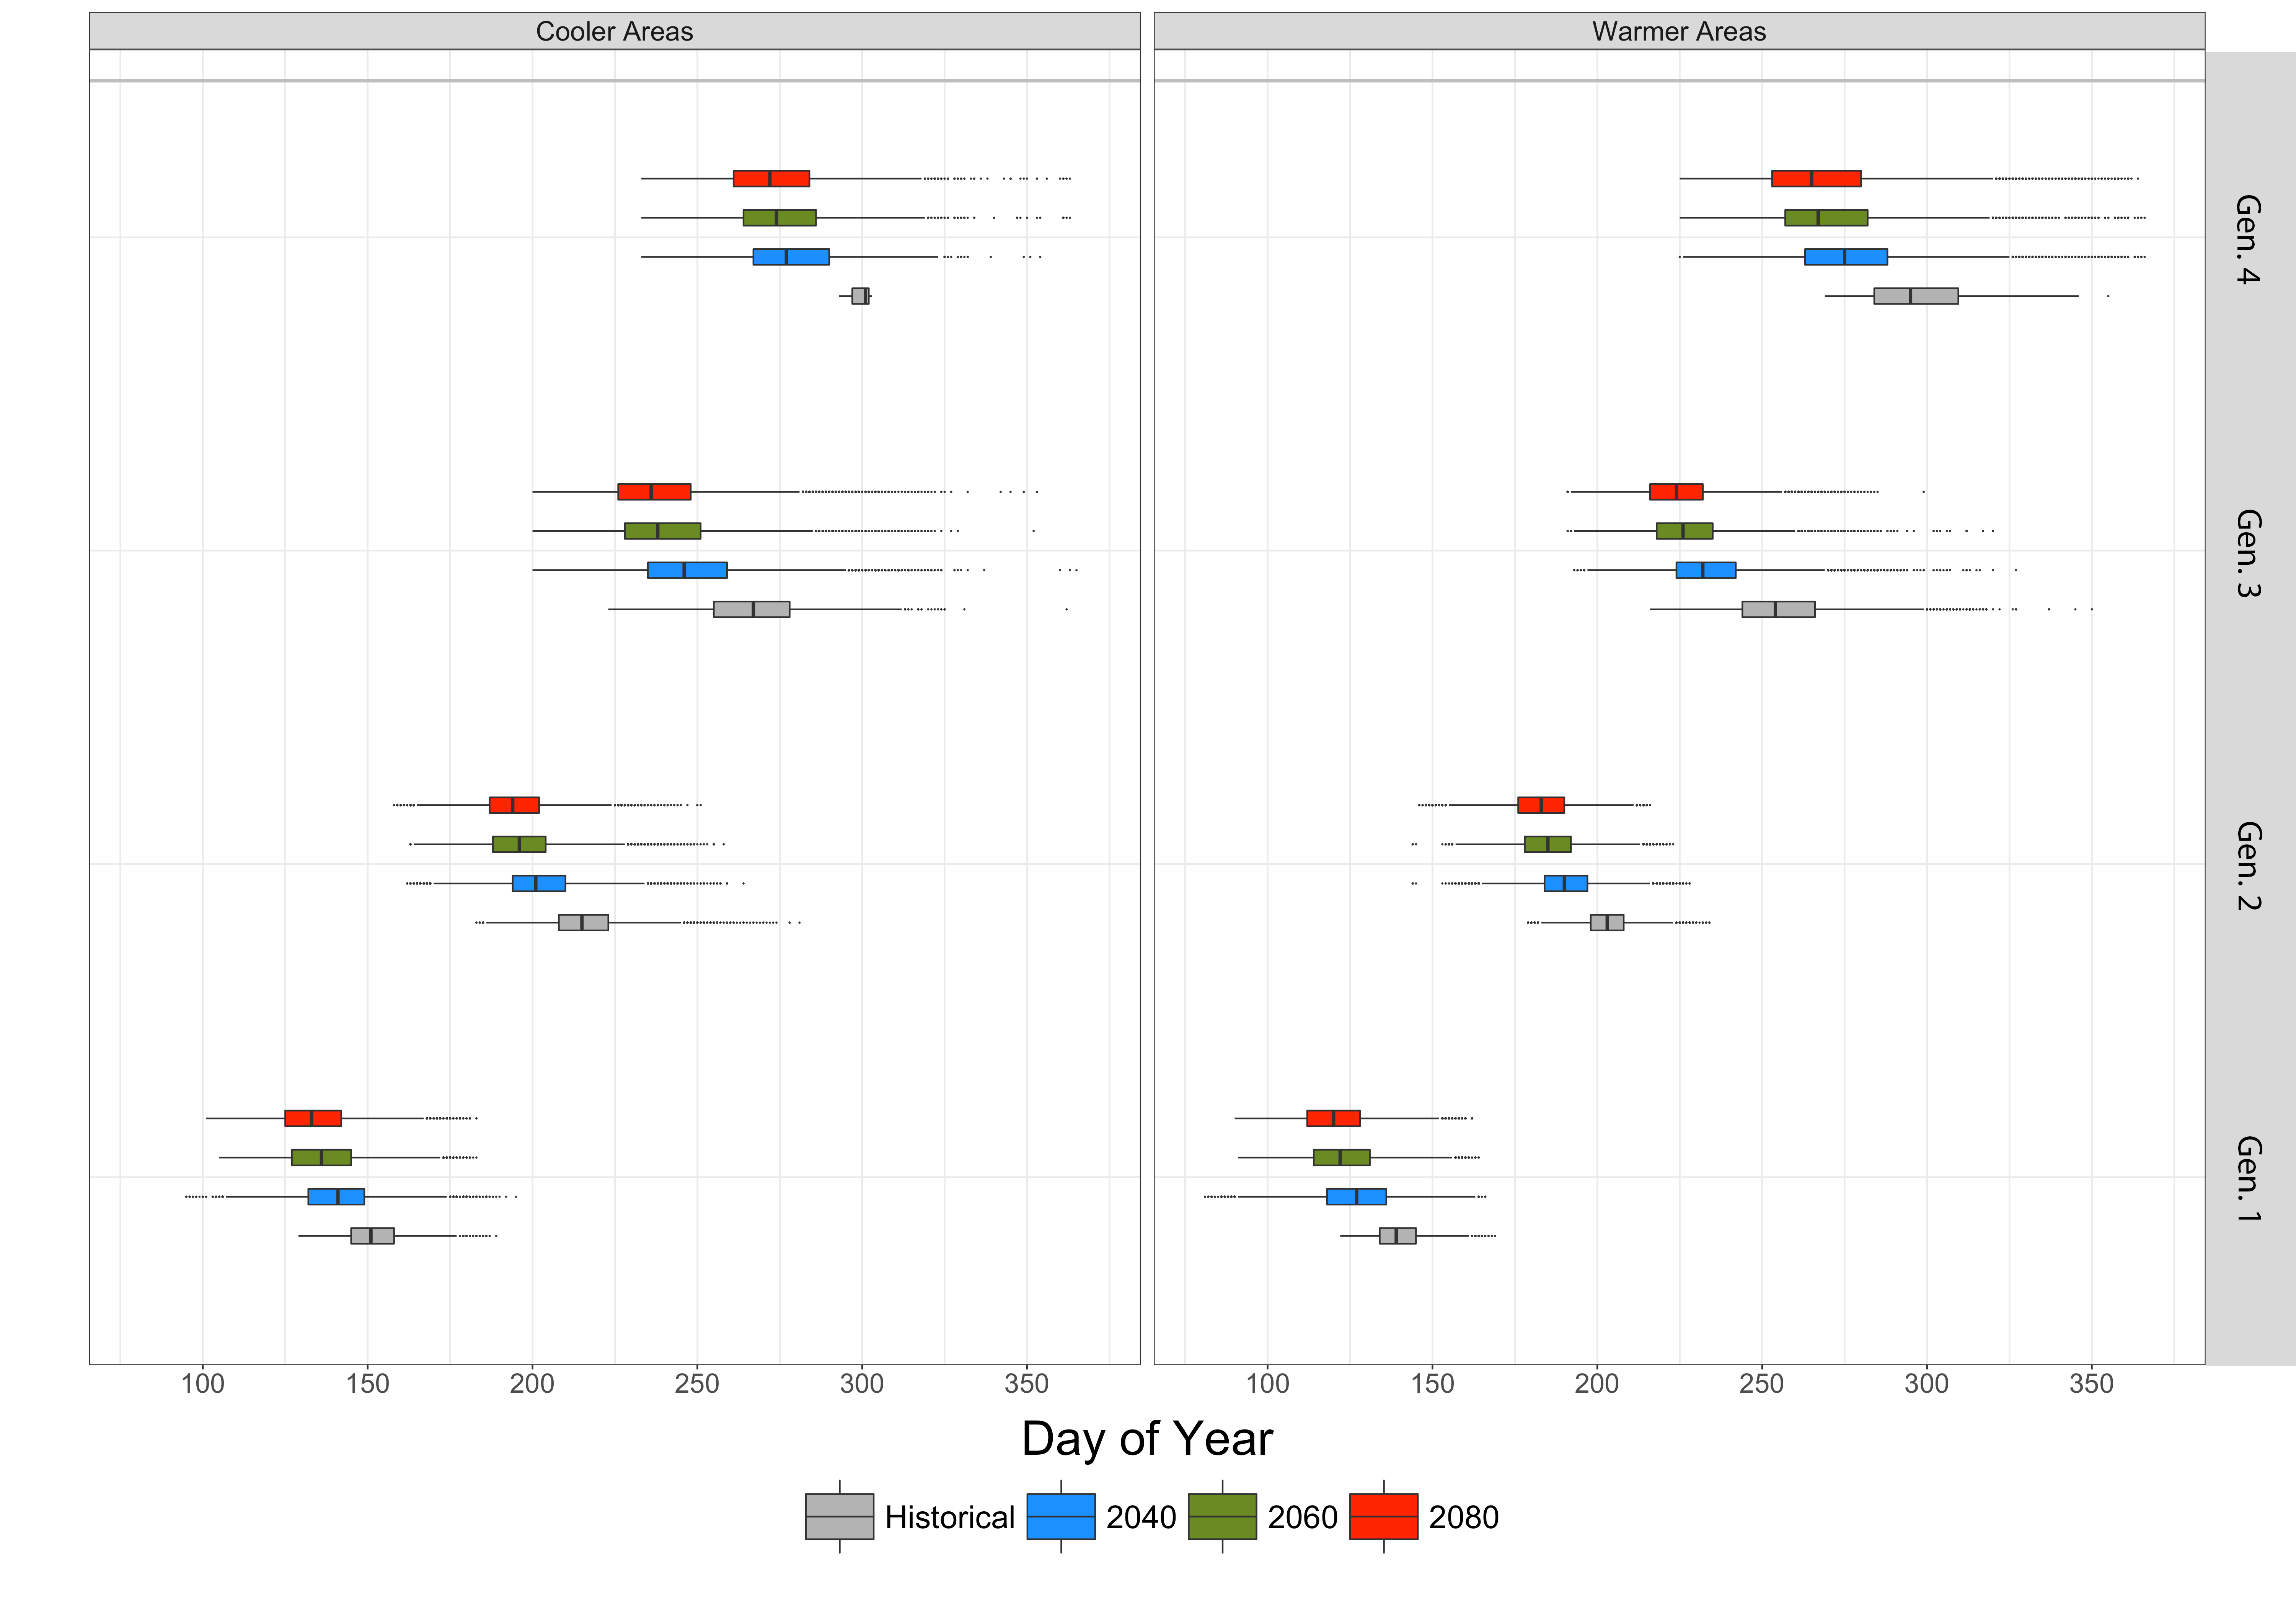 Cooler Areas
Warmer Areas
Gen. 4
Gen. 3
Gen. 2
Gen. 1
100 150 200 250 300 350
100 150 200 250 300 350
Day of Year
Historical 2040 2060 2080